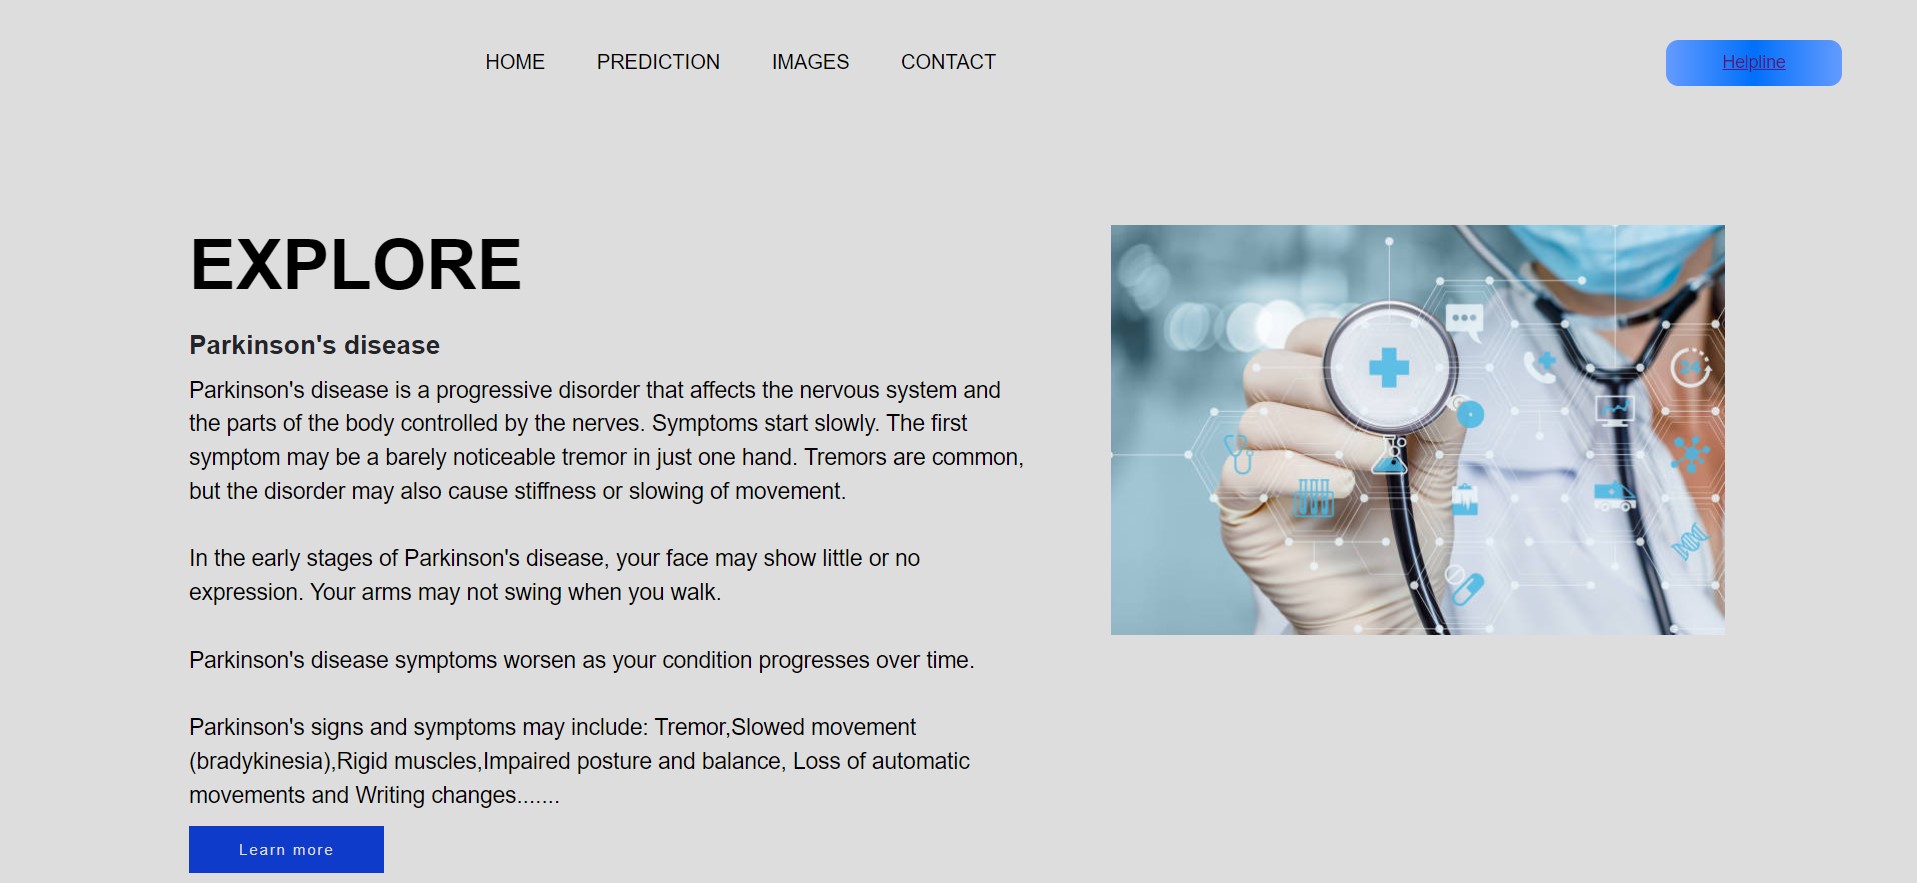 HOME PREDICTION IMAGES CONTACT Helpline
EXPLORE
Parkinson's disease
Parkinson's disease is a progressive disorder that affects the nervous system and
the parts of the body controlled by the nerves. Symptoms start slowly. The first
symptom may be a barely noticeable tremor in just one hand. Tremors are common,
but the disorder may also cause stiffness or slowing of movement.
In the early stages of Parkinson's disease, your face may show little or no
expression. Your arms may not swing when you walk.
Parkinson's disease symptoms worsen as your condition progresses over time.
Parkinson's signs and symptoms may include: Tremor,Slowed movement
(bradykinesia),Rigid muscles,Impaired posture and balance, Loss of automatic
movements and Writing changes.......
Learn more
24